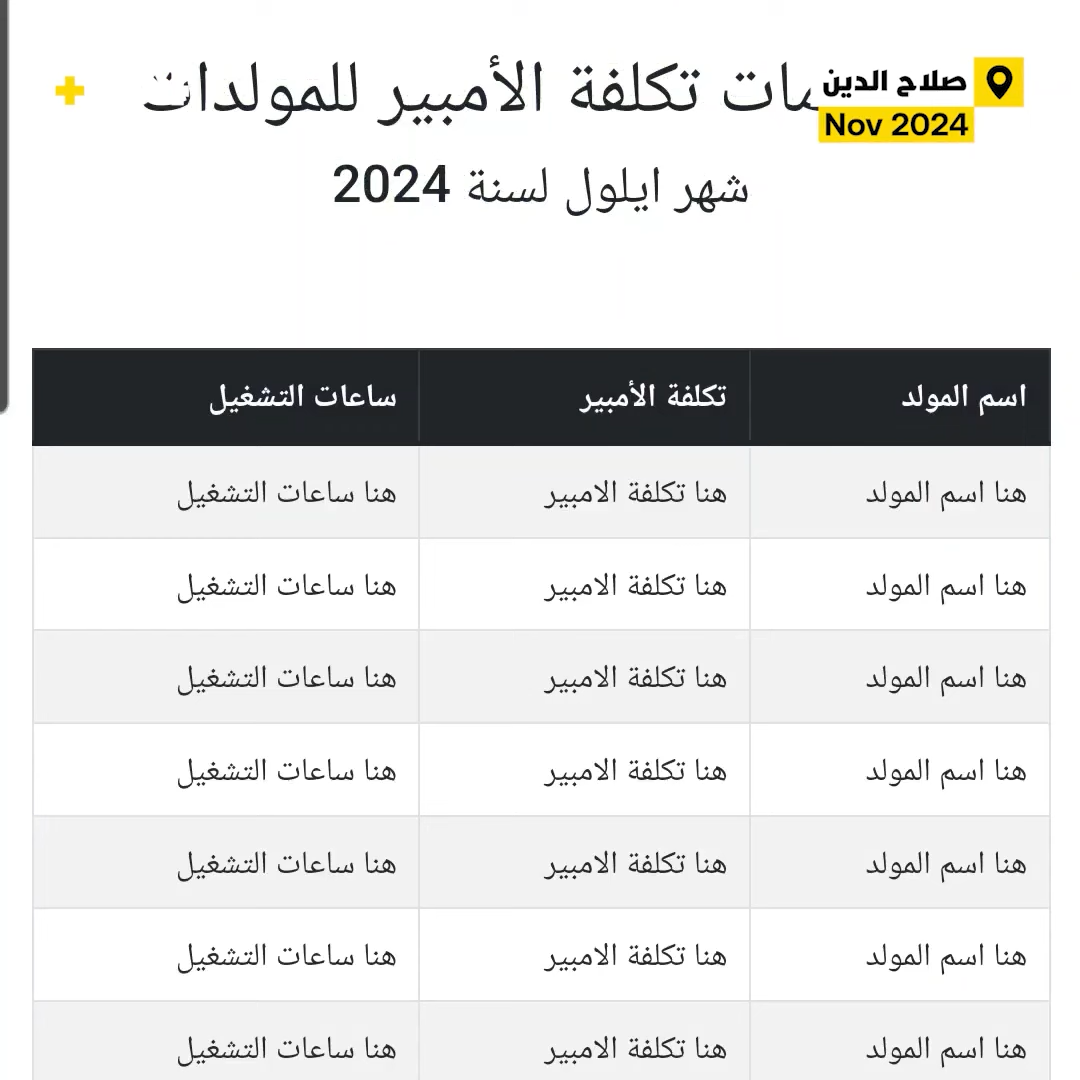 صلاح الدين
Nov 2024
تكلفة الأمبير للمولدات
شهر ايلول لسنة 2024
اسم المولد تكلفة الأمبير ساعات التشغيل
هنا اسم المولد هنا تكلفة الامبير هنا ساعات التشغيل
هنا اسم المولد هنا تكلفة الامبير هنا ساعات التشغيل
هنا اسم المولد هنا تكلفة الامبير هنا ساعات التشغيل
هنا اسم المولد هنا تكلفة الامبير هنا ساعات التشغيل
هنا اسم المولد هنا تكلفة الامبير هنا ساعات التشغيل
هنا اسم المولد هنا تكلفة الامبير هنا ساعات التشغيل
هنا اسم المولد هنا تكلفة الامبير هنا ساعات التشغيل